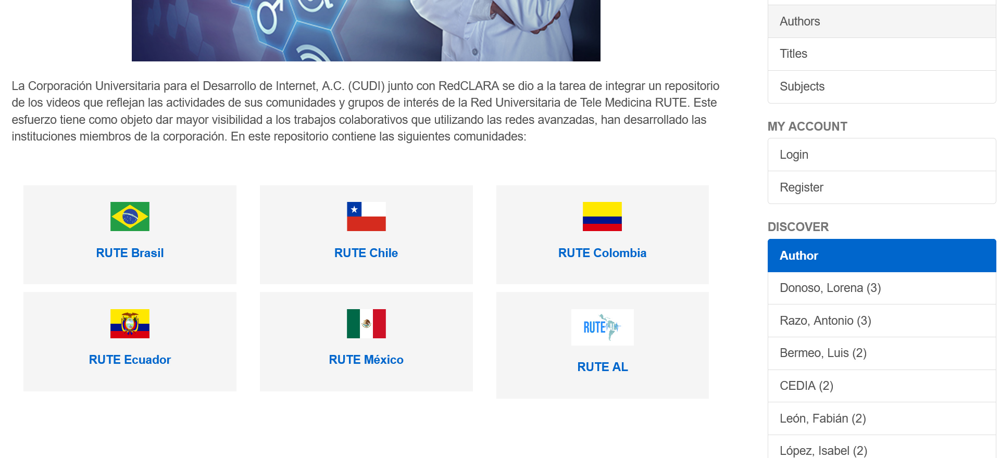 La Corporación Universitaria para el Desarrollo de Internet, A.C. (CUDI) junto con RedCLARA se dio a la tarea de integrar un repositorio
de los videos que reflejan las actividades de sus comunidades y grupos de interés de la Red Universitaria de Tele Medicina RUTE. Este
esfuerzo tiene como objeto dar mayor visibilidad a los trabajos colaborativos que utilizando las redes avanzadas, han desarrollado las
instituciones miembros de la corporación. En este repositorio contiene las siguientes comunidades:
RUTE Brasil
RUTE Chile
RUTE Colombia
RUTE Ecuador
RUTE México
RUTE
RUTE AL
Authors
Titles
Subjects
MY ACCOUNT
Login
Register
DISCOVER
Author
Donoso, Lorena (3)
Razo, Antonio (3)
Bermeo, Luis (2)
CEDIA (2)
León, Fabián (2)
López, Isabel (2)